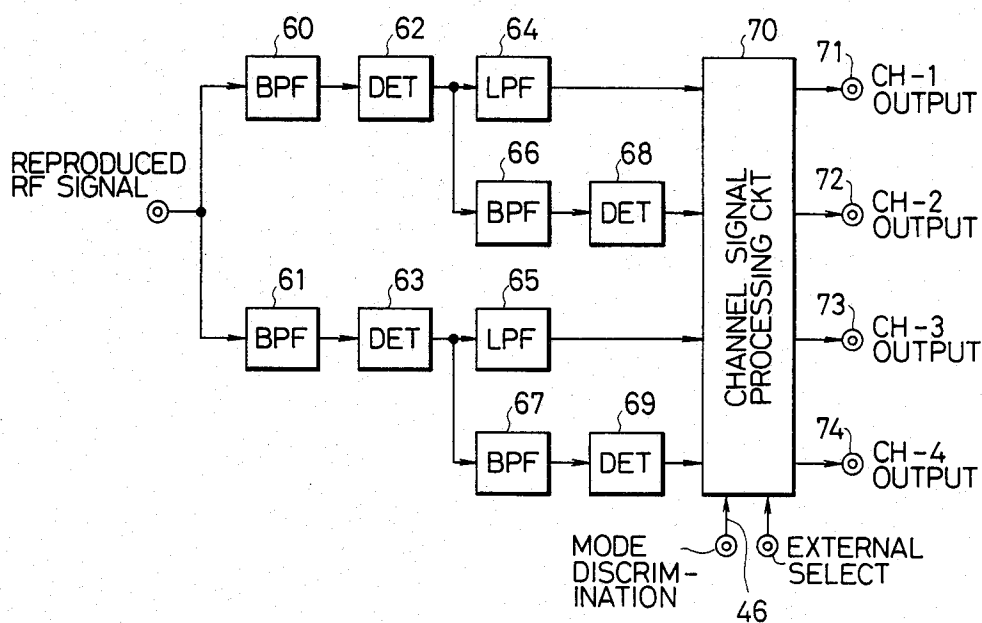 60
62
64
70
71
BPF
DET
LPF
CH-1
OUTPUT
REPRODUCED
RF SIGNAL
66
68
72
BPF
DET
CH-2
OUTPUT
CHANNEL SIGNAL
PROCESSING CKT
61
63
65
73
BPF
DET
LPF
CH-3
OUTPUT
67
69
74
BPF
DET
CH-4
OUTPUT
MODE
DISCRIM-
INATION
46
EXTERNAL
SELECT